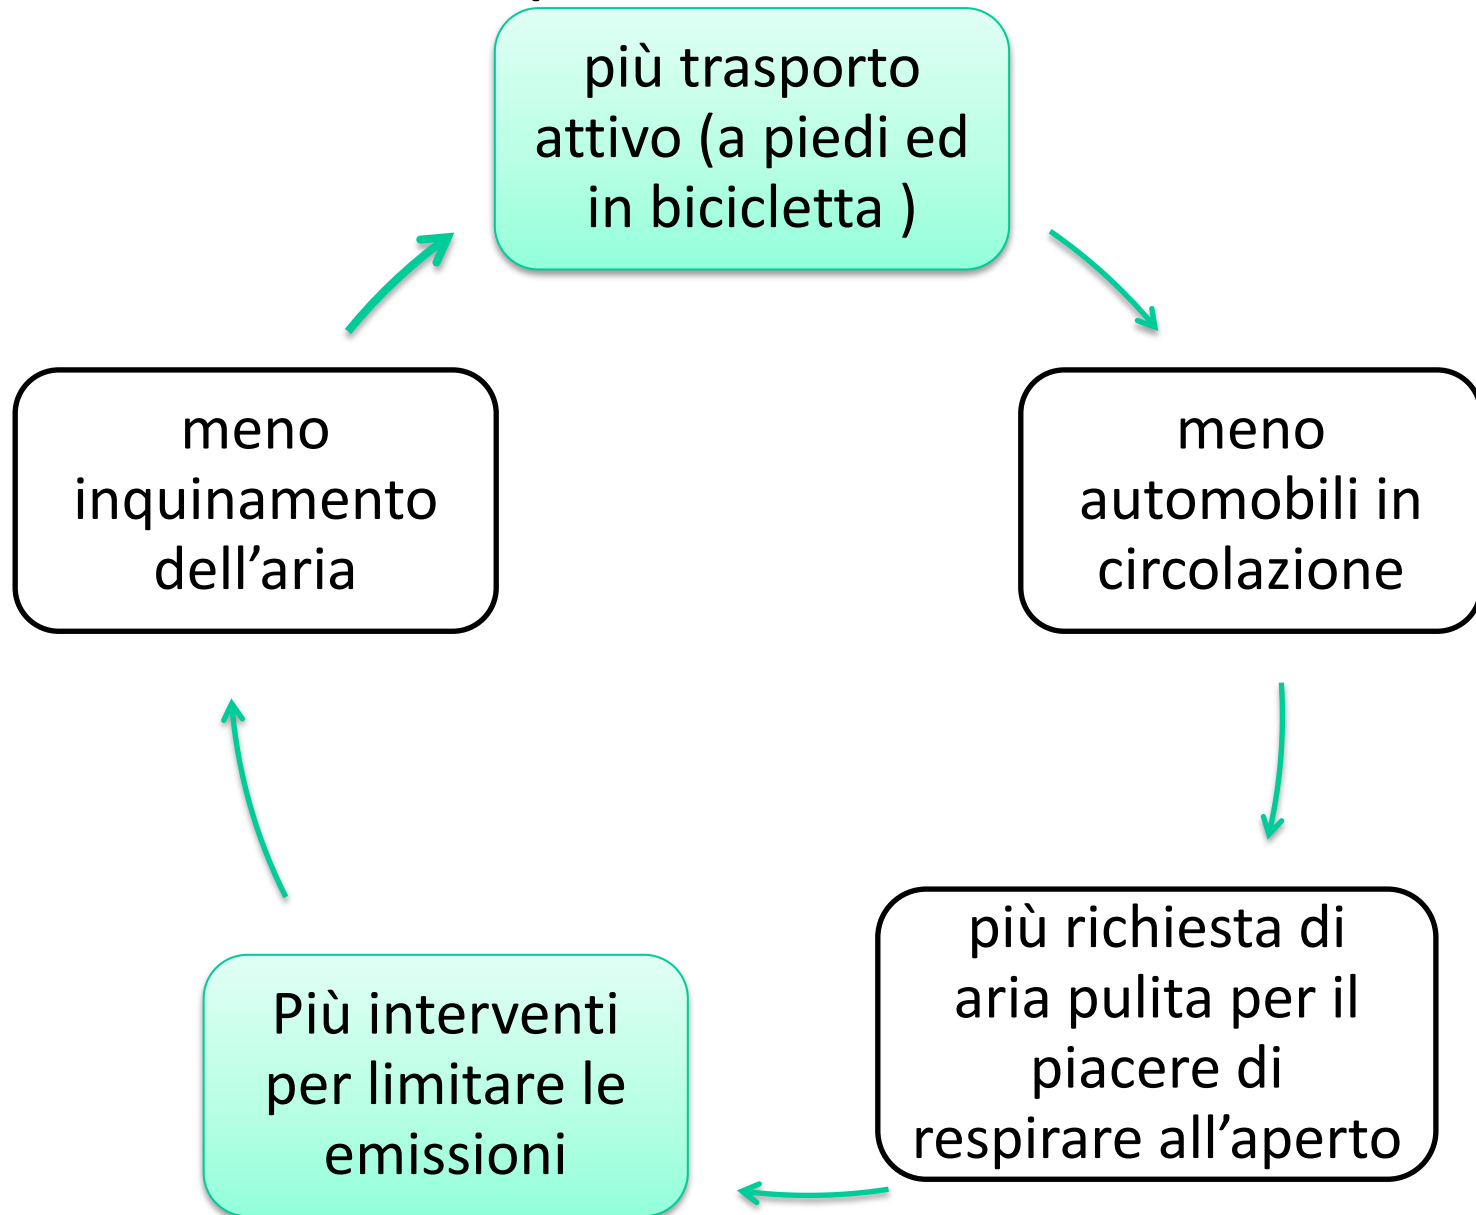 più trasporto
attivo (a piedi ed
in bicicletta )
meno
automobili in
circolazione
più richiesta di
aria pulita per il
piacere di
respirare all’aperto
Più interventi
per limitare le
emissioni
meno
inquinamento
dell’aria